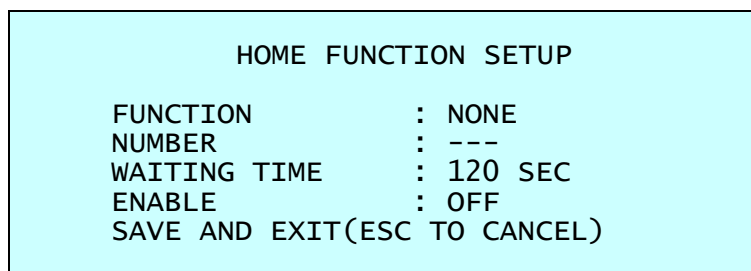 HOME FUNCTION SETUP
FUNCTION : NONE
NUMBER : ---
WAITING TIME : 120 SEC
ENABLE : OFF
SAVE AND EXIT(ESC TO CANCEL)